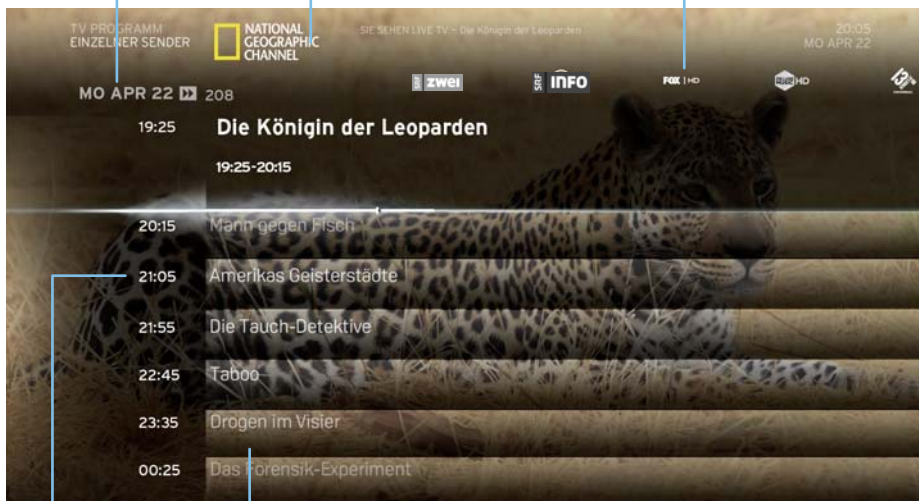 TV PROGRAMM
EINZELNER SENDER
NATIONAL
GEOGRAPHIC
CHANNEL
SIE SEHEN LIVE TV – Die Königin der Leoparden
20:05
MO APR 22
MO APR 22 208
SRF zwei
SRF inFO
FOX HD
HD
19:25 Die Königin der Leoparden
19:25-20:15
20:15 Mann gegen Fisch
21:05 Amerikas Geisterstädte
21:55 Die Tauch-Detektive
22:45 Taboo
23:35 Drogen im Visier
00:25 Das Forensik-Experiment